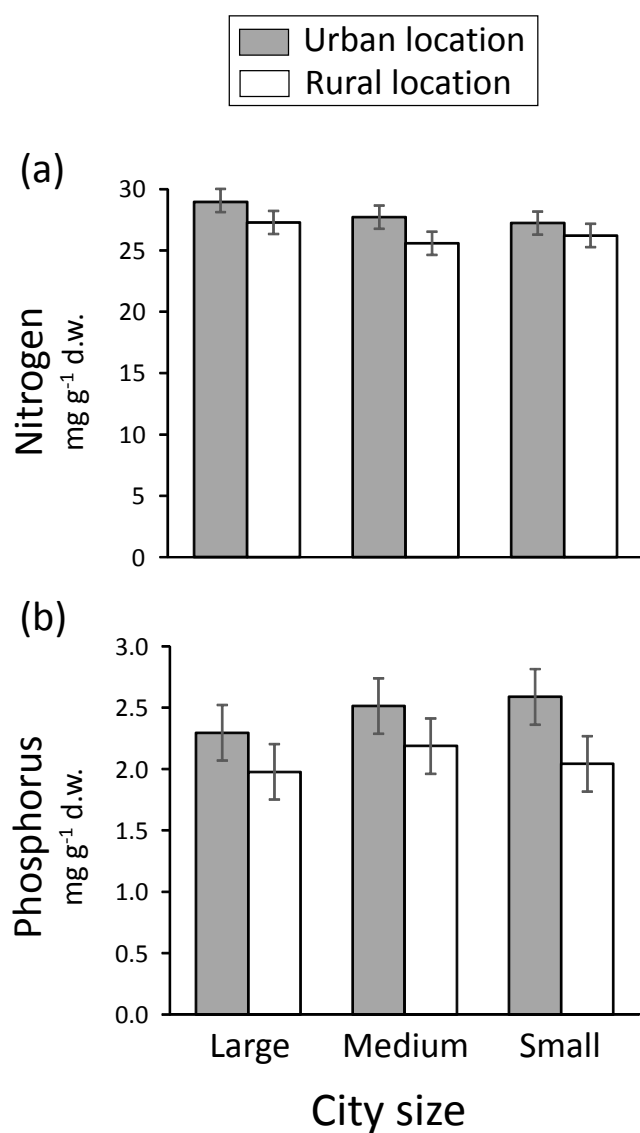 Urban location
Rural location
(a)
30
25
20
15
10
5
0
Nitrogen
mg g⁻¹ d.w.
(b)
3.0
2.5
2.0
1.5
1.0
0.5
0.0
Phosphorus
mg g⁻¹ d.w.
Large Medium Small
City size